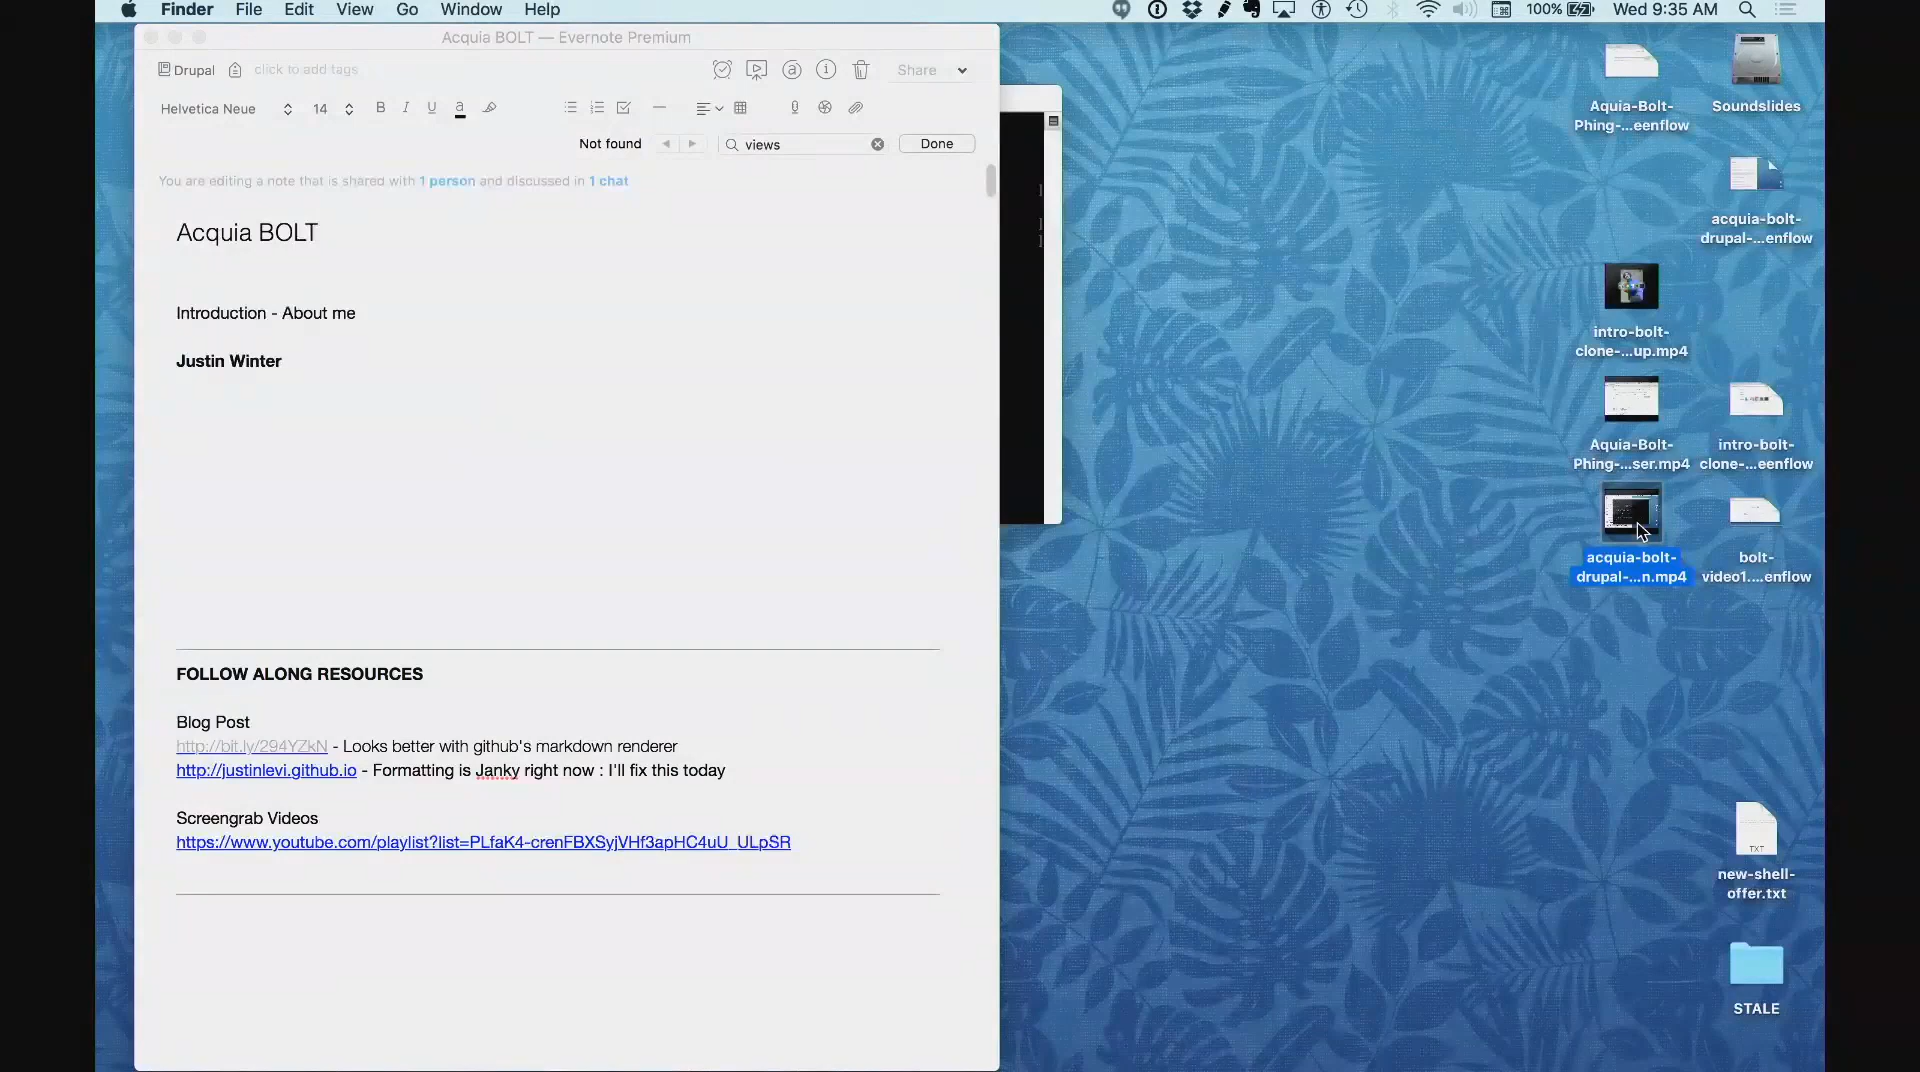 Finder File Edit View Go Window Help
100% Wed 9:35 AM
Acquia BOLT — Evernote Premium
Drupal click to add tags Share
Helvetica Neue 14 B I U a
Not found views Done
You are editing a note that is shared with 1 person and discussed in 1 chat
Acquia BOLT
Introduction - About me
Justin Winter
FOLLOW ALONG RESOURCES
Blog Post
http://bit.ly/294YZkN - Looks better with github's markdown renderer
http://justinlevi.github.io - Formatting is Janky right now : I'll fix this today
Screengrab Videos
https://www.youtube.com/playlist?list=PLfaK4-crenFBXSyjVHf3apHC4uU_ULpSR
Aquia-Bolt-
Phing-...eenflow
Soundslides
acquia-bolt-
drupal-...enflow
intro-bolt-
clone-...up.mp4
Aquia-Bolt-
Phing-...ser.mp4
intro-bolt-
clone-...eenflow
acquia-bolt-
drupal-...n.mp4
bolt-
video1....enflow
TXT
new-shell-
offer.txt
STALE